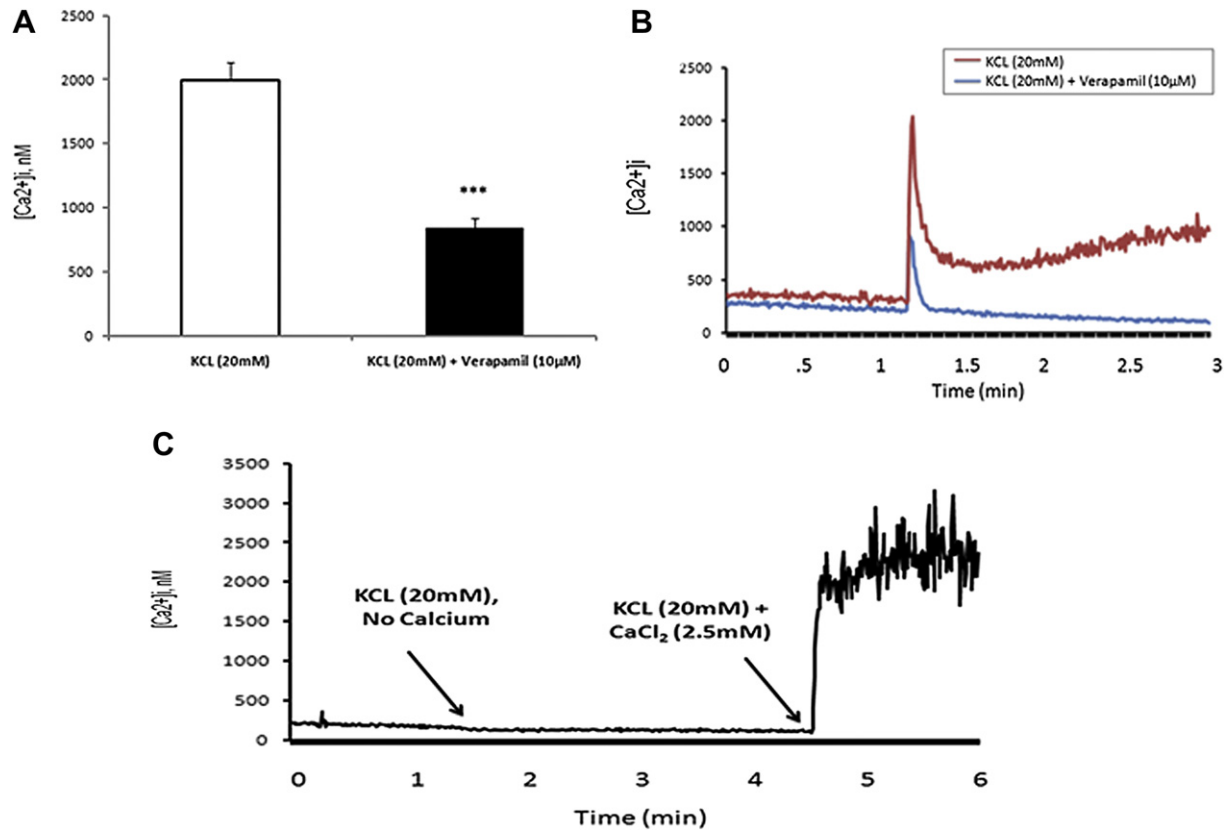 A
2500
2000
1500
1000
500
0
[Ca2+]i, nM
***
KCL (20mM)
KCL (20mM) + Verapamil (10µM)
B
KCL (20mM)
KCL (20mM) + Verapamil (10µM)
2500
2000
1500
1000
500
0
[Ca2+]i
0 .5 1 1.5 2 2.5 3
Time (min)
C
3500
3000
2500
2000
1500
1000
500
0
[Ca2+]i, nM
KCL (20mM),
No Calcium
KCL (20mM) +
CaCl₂ (2.5mM)
0 1 2 3 4 5 6
Time (min)